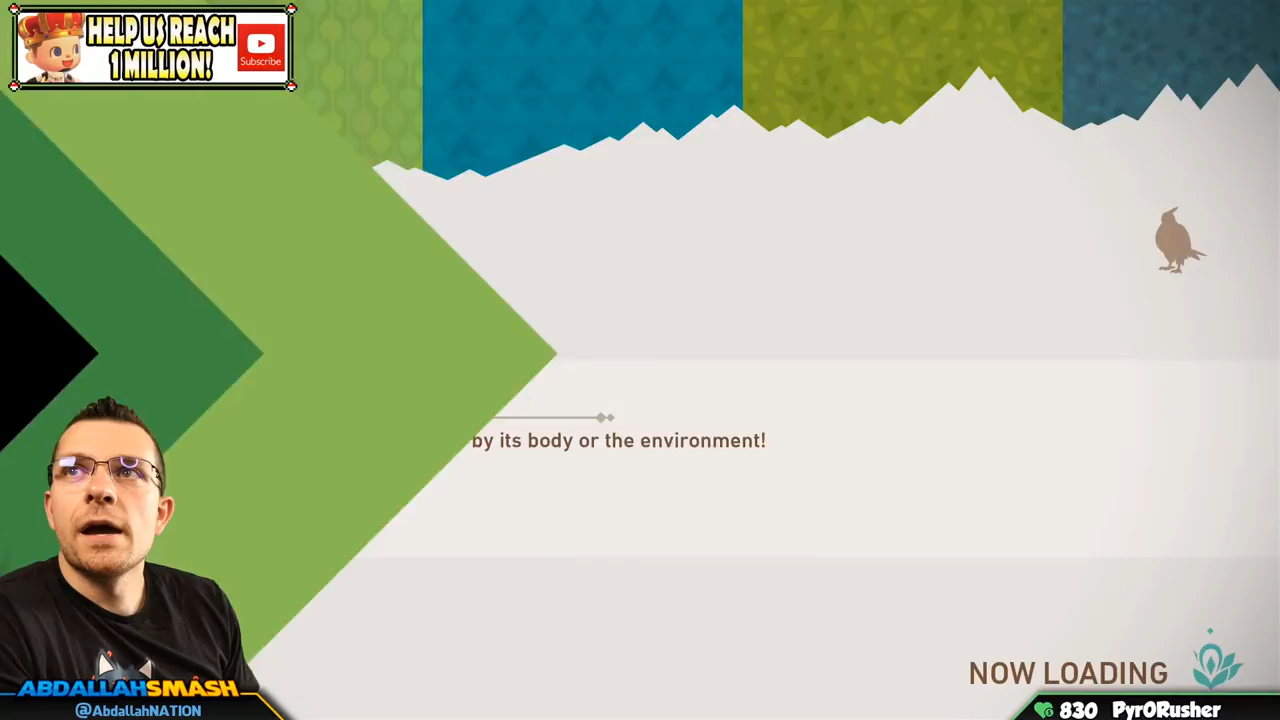 HELP US REACH
1 MILLION!
Subscribe
by its body or the environment!
NOW LOADING
ABDALLAHSMASH
@AbdallahNATION
830 PyrORusher